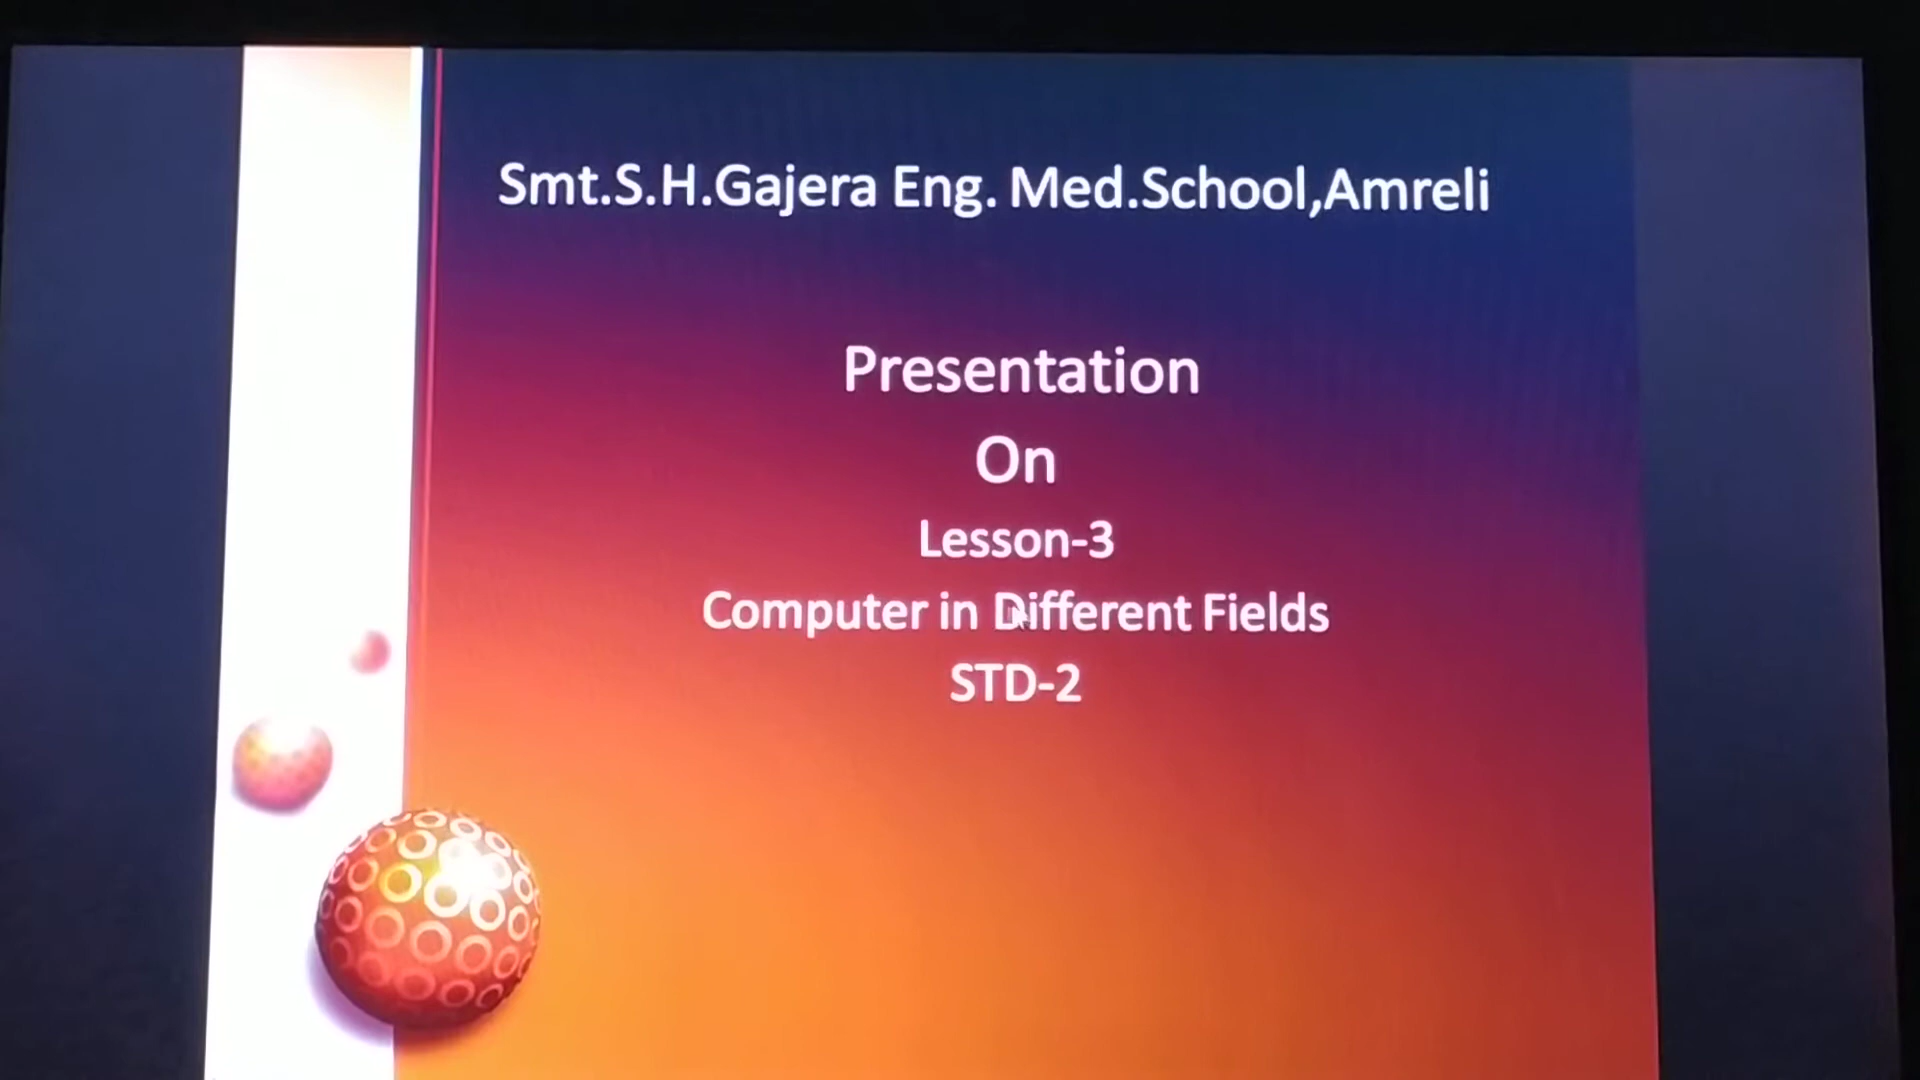 Smt.S.H.Gajera Eng. Med.School,Amreli
Presentation
On
Lesson-3
Computer in Different Fields
STD-2